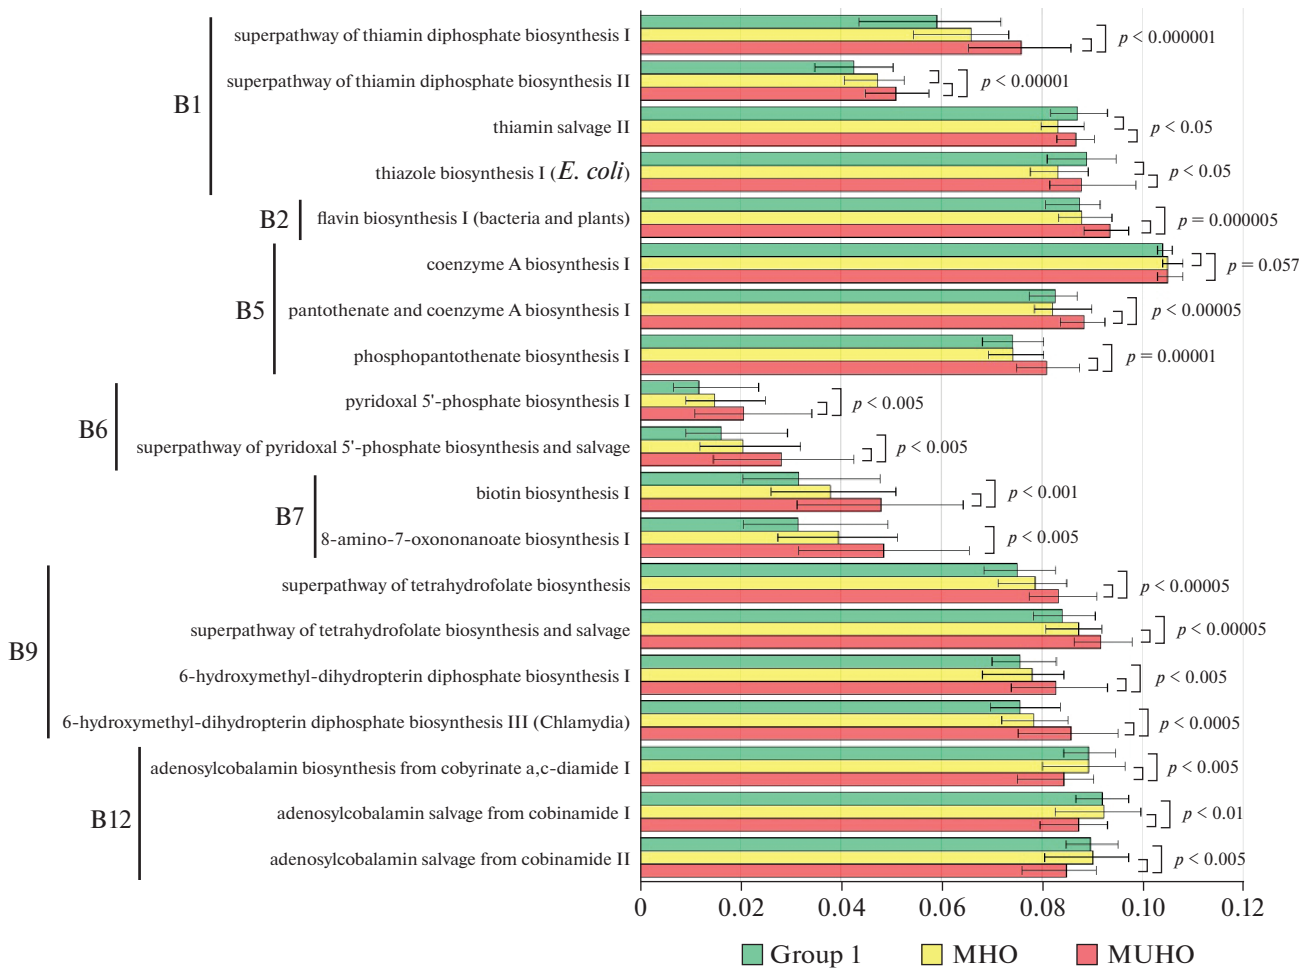 superpathway of thiamin diphosphate biosynthesis I
p < 0.000001
superpathway of thiamin diphosphate biosynthesis II
p < 0.00001
B1
thiamin salvage II
p < 0.05
thiazole biosynthesis I (E. coli)
p < 0.05
B2
flavin biosynthesis I (bacteria and plants)
p = 0.000005
coenzyme A biosynthesis I
p = 0.057
B5
pantothenate and coenzyme A biosynthesis I
p < 0.00005
phosphopantothenate biosynthesis I
p = 0.00001
pyridoxal 5'-phosphate biosynthesis I
p < 0.005
B6
superpathway of pyridoxal 5'-phosphate biosynthesis and salvage
p < 0.005
biotin biosynthesis I
p < 0.001
B7
8-amino-7-oxononanoate biosynthesis I
p < 0.005
superpathway of tetrahydrofolate biosynthesis
p < 0.00005
superpathway of tetrahydrofolate biosynthesis and salvage
p < 0.00005
B9
6-hydroxymethyl-dihydropterin diphosphate biosynthesis I
p < 0.005
6-hydroxymethyl-dihydropterin diphosphate biosynthesis III (Chlamydia)
p < 0.0005
adenosylcobalamin biosynthesis from cobyrinate a,c-diamide I
p < 0.005
B12
adenosylcobalamin salvage from cobinamide I
p < 0.01
adenosylcobalamin salvage from cobinamide II
p < 0.005
0 0.02 0.04 0.06 0.08 0.10 0.12
Group 1 MHO MUHO